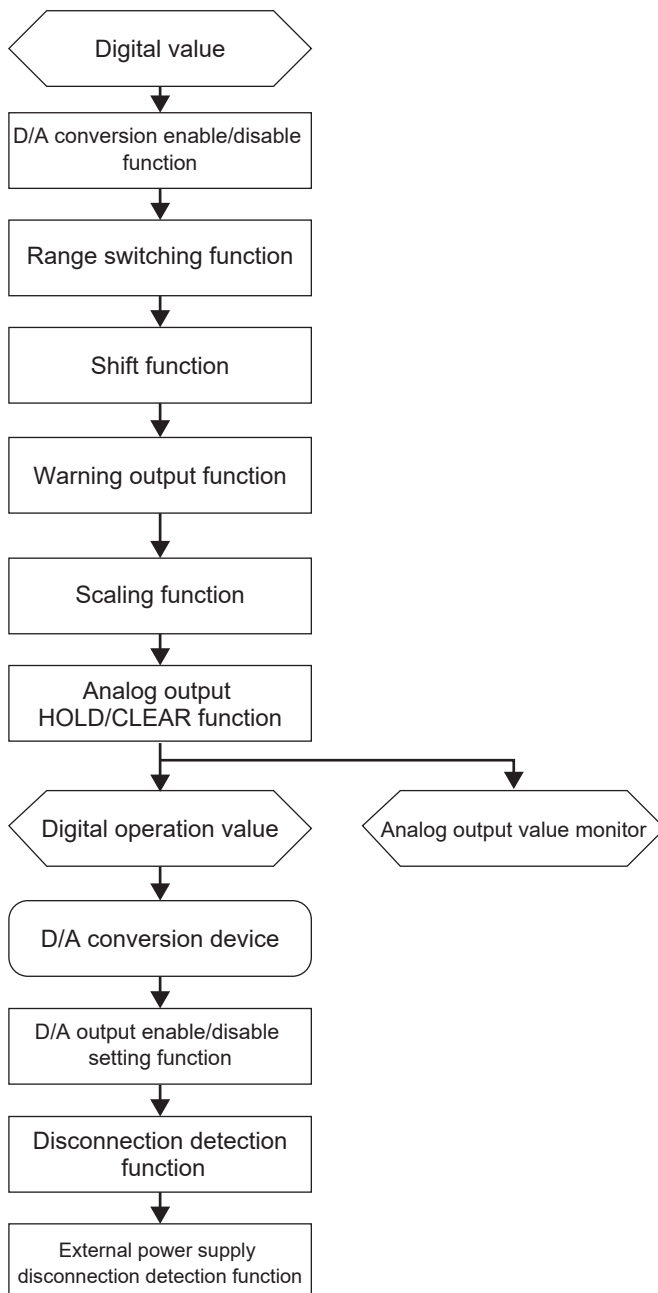 Digital value
D/A conversion enable/disable
function
Range switching function
Shift function
Warning output function
Scaling function
Analog output
HOLD/CLEAR function
Digital operation value
Analog output value monitor
D/A conversion device
D/A output enable/disable
setting function
Disconnection detection
function
External power supply
disconnection detection function